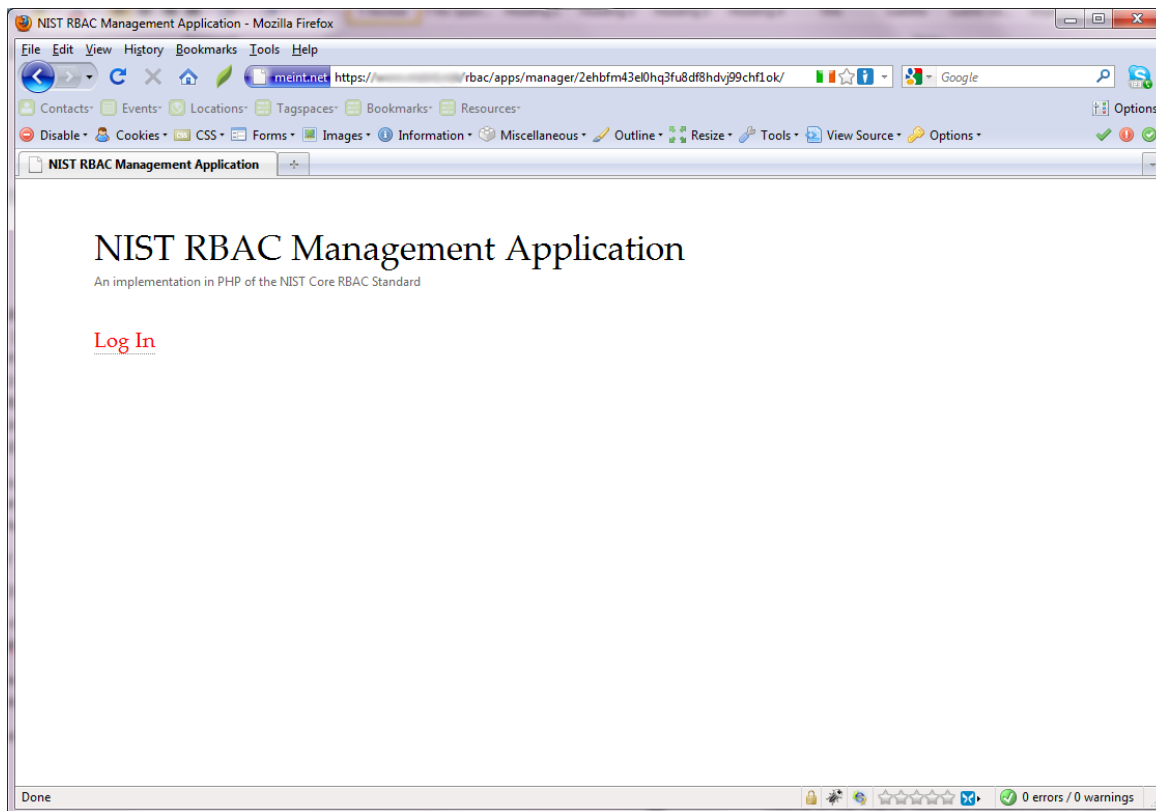 NIST RBAC Management Application - Mozilla Firefox
File Edit View History Bookmarks Tools Help
meint.net https:// /rbac/apps/manager/2ehbfm43el0hq3fu8df8hdvj99chf1ok/ Google
Contacts Events Locations Tagspaces Bookmarks Resources Options
Disable Cookies CSS Forms Images Information Miscellaneous Outline Resize Tools View Source Options
NIST RBAC Management Application
NIST RBAC Management Application
An implementation in PHP of the NIST Core RBAC Standard
Log In
Done 0 errors / 0 warnings